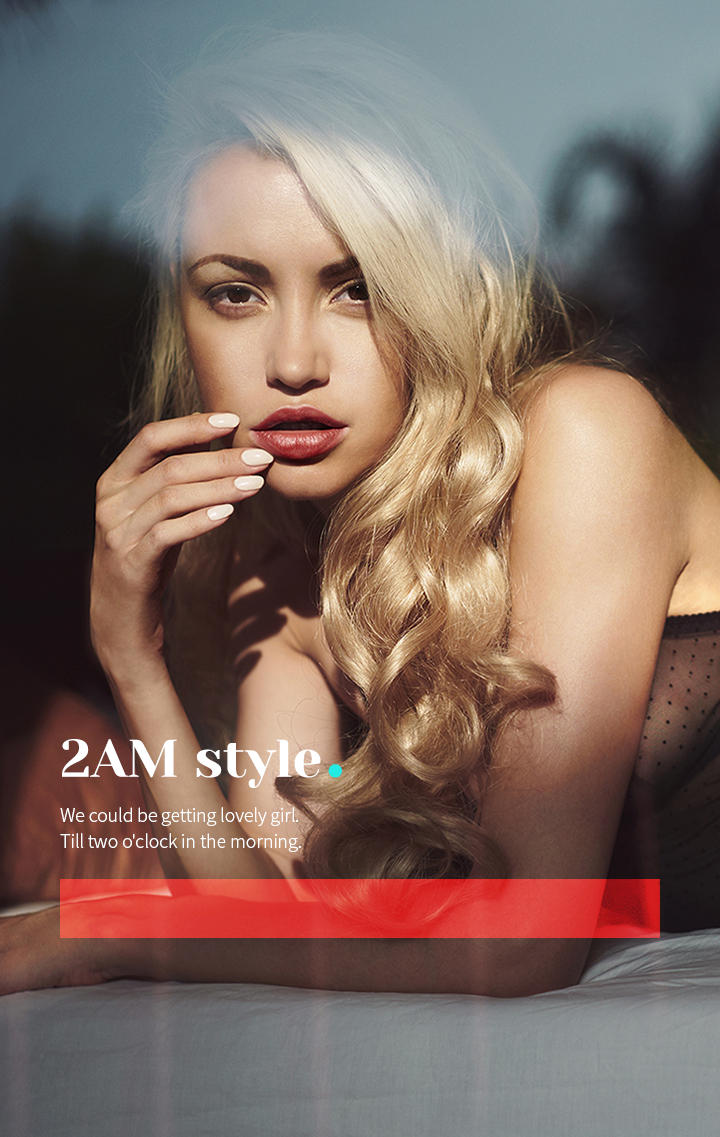 2AM style.
We could be getting lovely girl.
Till two o'clock in the morning.